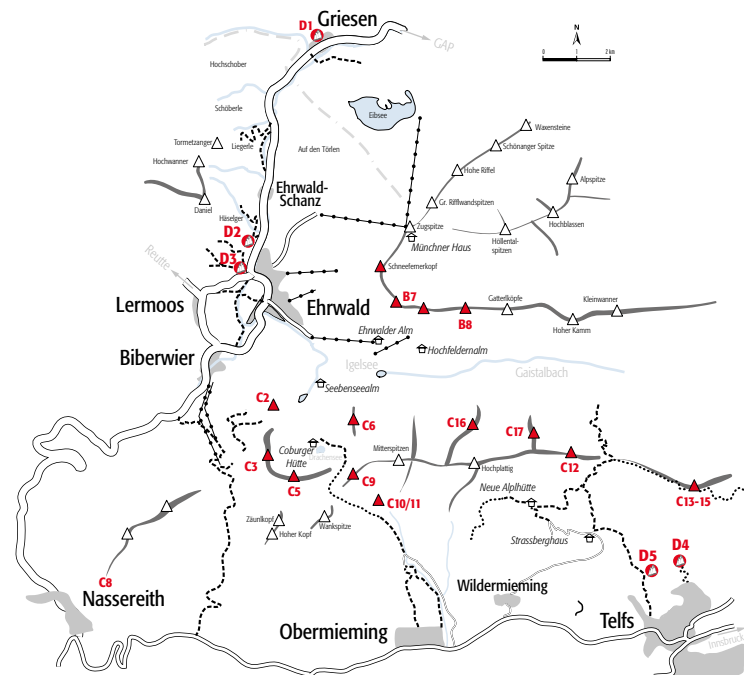 Griesen
D1
GAP
N
0 1 2 km
Hochschober
Eibsee
Schöberle
Waxensteine
Tormetzanger
Liegerle
Auf den Törlen
Schönanger Spitze
Hochwanner
Hohe Riffel
Alpspitze
Ehrwald-
Schanz
Daniel
Gr. Riffwandspitzen
Häselger
Zugspitze
Hochblassen
Höllental-
spitzen
D2
Münchner Haus
Reutte
D3
Schneefernerkopf
Lermoos
Ehrwald
B7
B8
Gatterlköpfe
Kleinwanner
Hoher Kamm
Biberwier
Ehrwalder Alm
Hochfeldernalm
Igelsee
Gaistalbach
Seebenseealm
C2
C6
C16
C17
Coburger
Hütte
Drachensee
Mitterspitzen
C3
C5
C9
Hochplattig
C12
C10/11
Neue Alplhütte
C13-15
Zäunlkopf
Wankspitze
Hoher Kopf
Strassberghaus
D5
D4
C8
Nassereith
Wildermieming
Obermieming
Telfs
Innsbruck